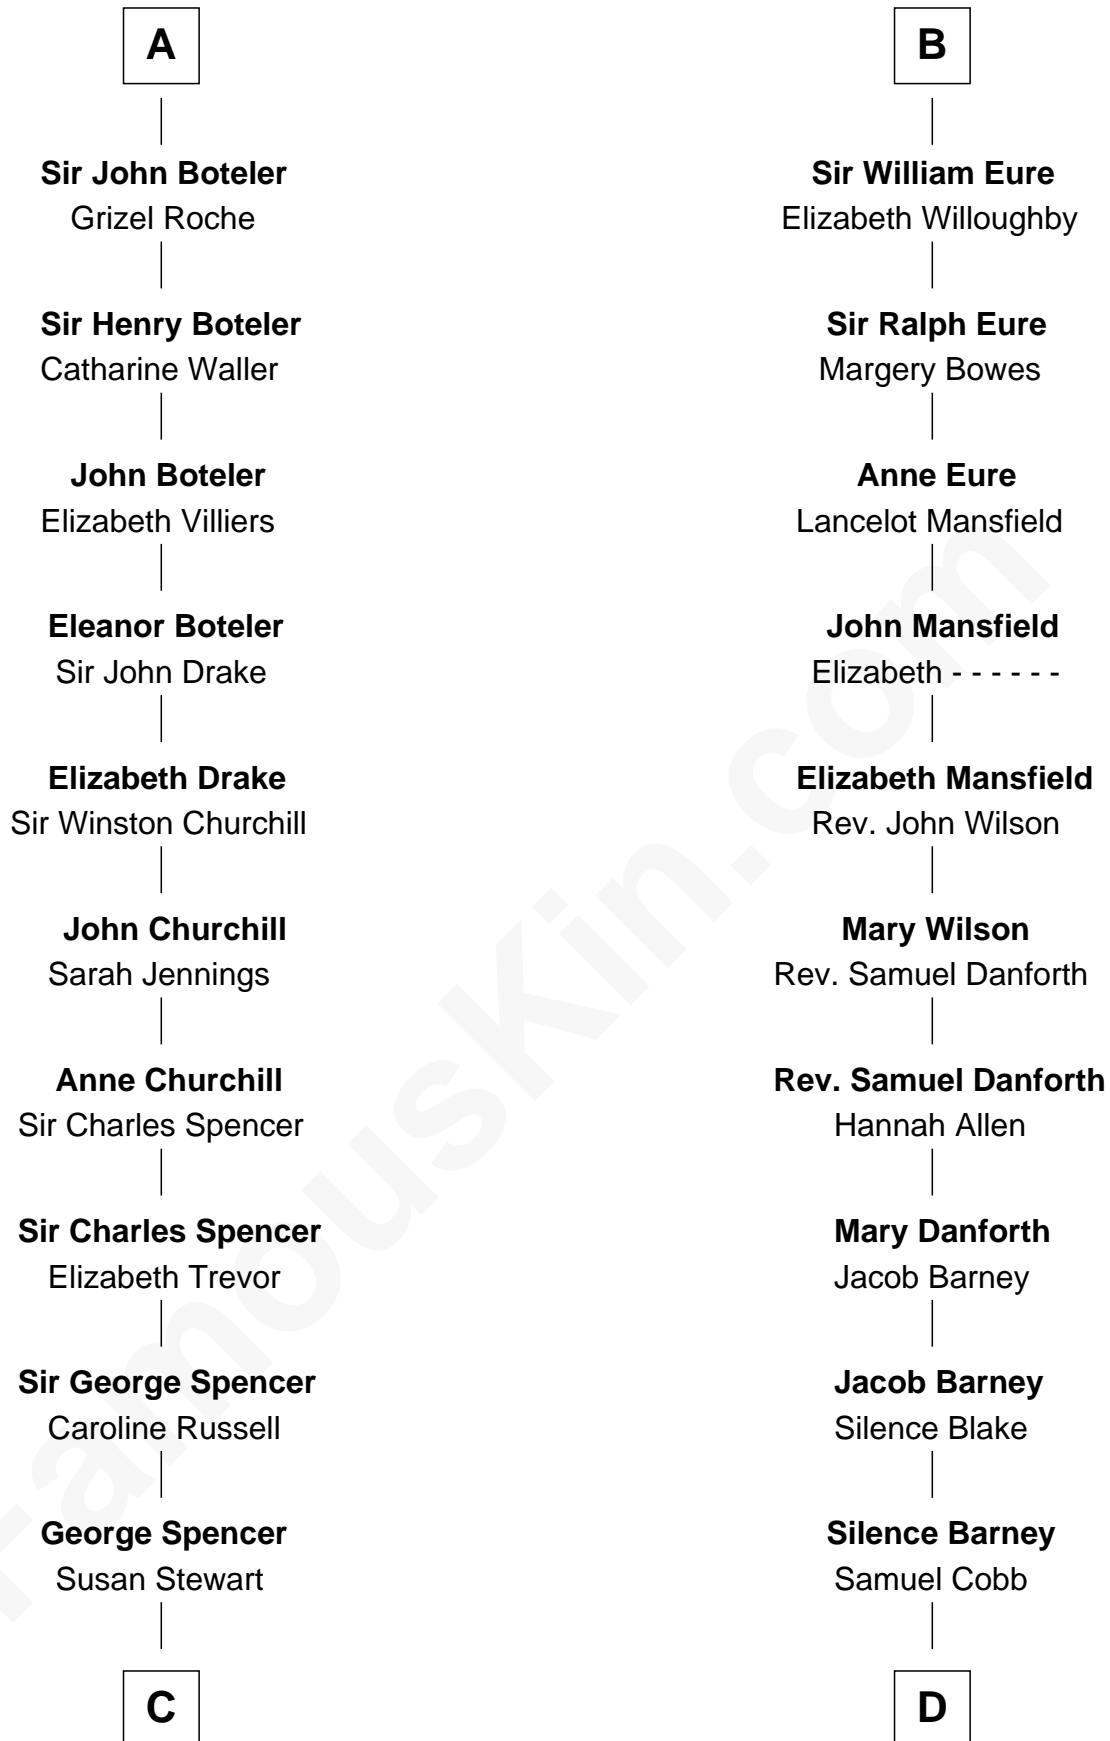 A
Sir John Boteler
Grizel Roche
Sir Henry Boteler
Catharine Waller
John Boteler
Elizabeth Villiers
Eleanor Boteler
Sir John Drake
Elizabeth Drake
Sir Winston Churchill
John Churchill
Sarah Jennings
Anne Churchill
Sir Charles Spencer
Sir Charles Spencer
Elizabeth Trevor
Sir George Spencer
Caroline Russell
George Spencer
Susan Stewart
C
B
Sir William Eure
Elizabeth Willoughby
Sir Ralph Eure
Margery Bowes
Anne Eure
Lancelot Mansfield
John Mansfield
Elizabeth - - - - - -
Elizabeth Mansfield
Rev. John Wilson
Mary Wilson
Rev. Samuel Danforth
Rev. Samuel Danforth
Hannah Allen
Mary Danforth
Jacob Barney
Jacob Barney
Silence Blake
Silence Barney
Samuel Cobb
D
FamousKin.com